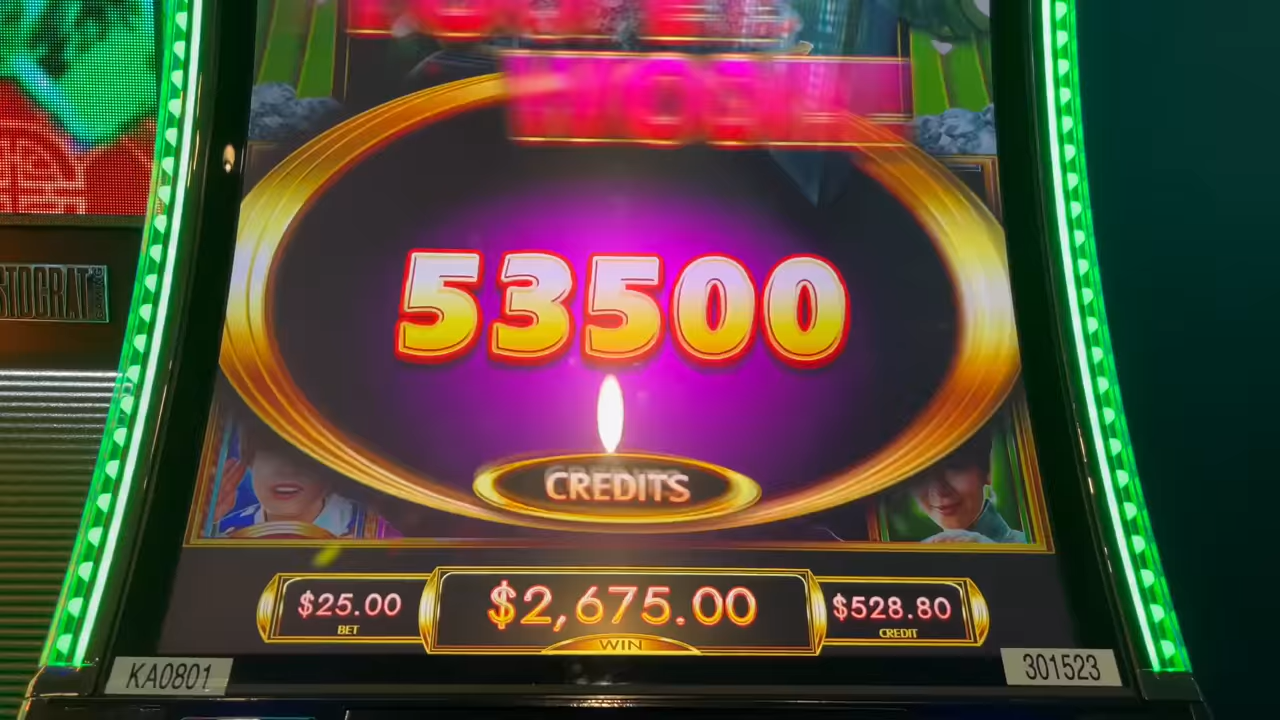 53500
CREDITS
$25.00
BET
$2,675.00
WIN
$528.80
CREDIT
KA0801
301523